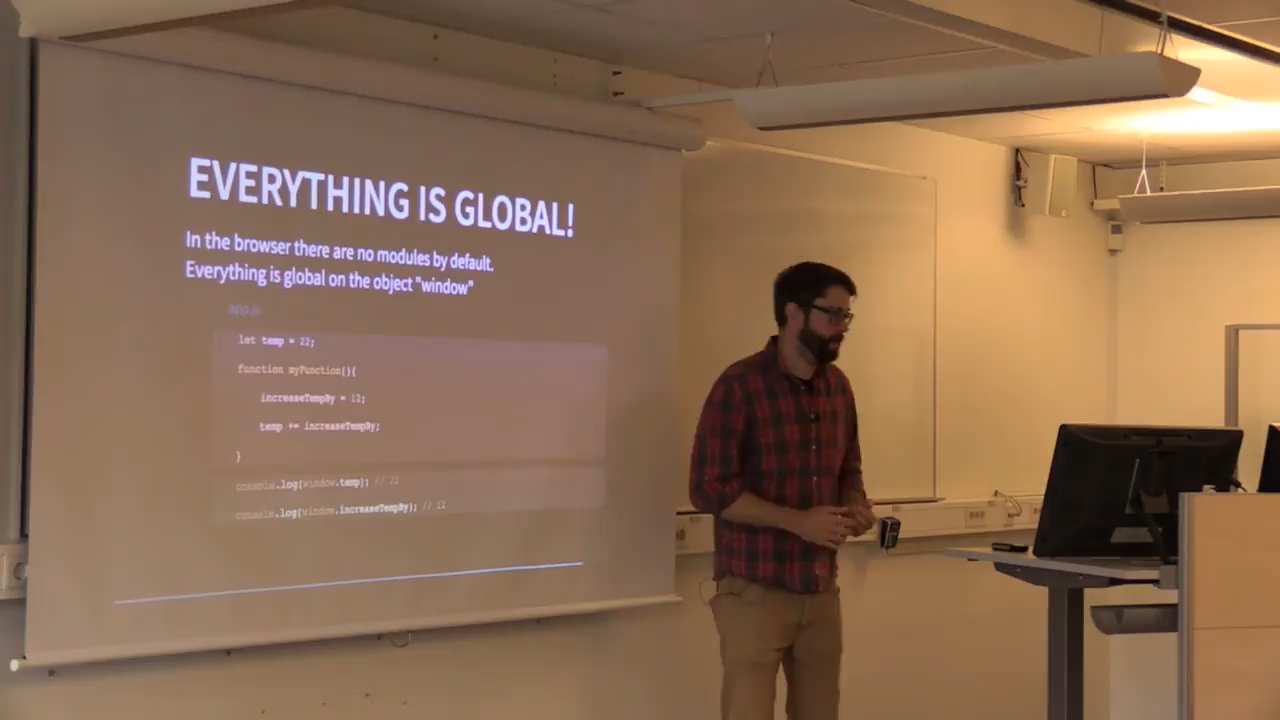 EVERYTHING IS GLOBAL!
In the browser there are no modules by default.
Everything is global on the object "window"
app.js
let temp = 22;
function myFunction(){
increaseTempBy = 12;
temp += increaseTempBy;
}
console.log(window.temp); // 22
console.log(window.increaseTempBy); // 12